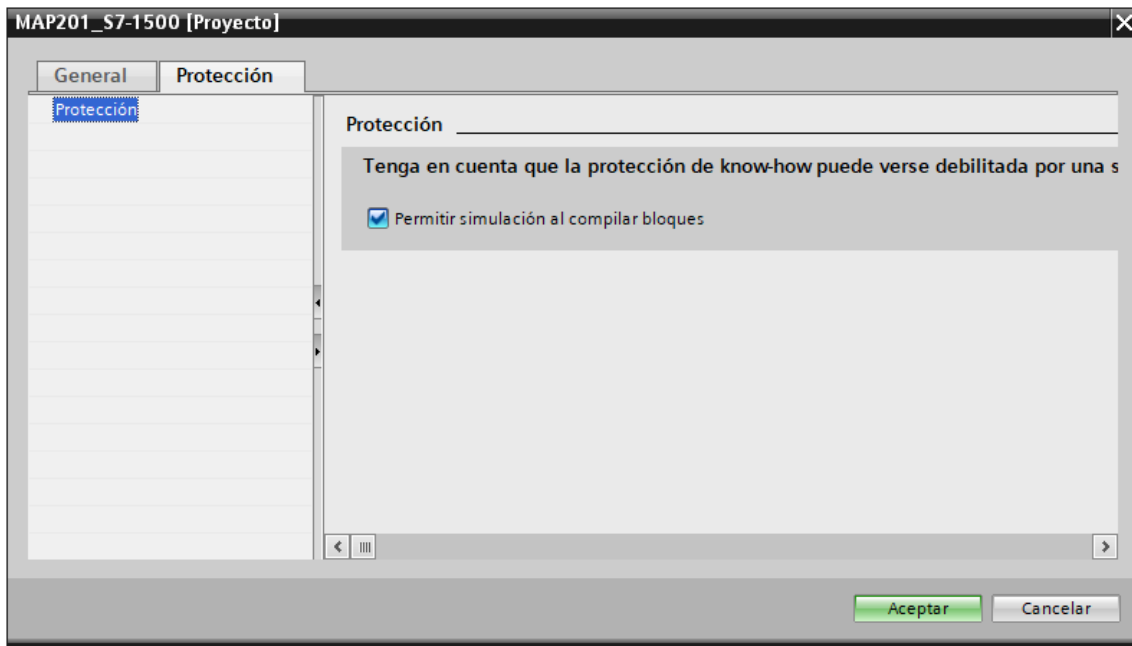 MAP201_S7-1500 [Proyecto]
General
Protección
Protección
Protección
Tenga en cuenta que la protección de know-how puede verse debilitada por una s
Permitir simulación al compilar bloques
Aceptar
Cancelar